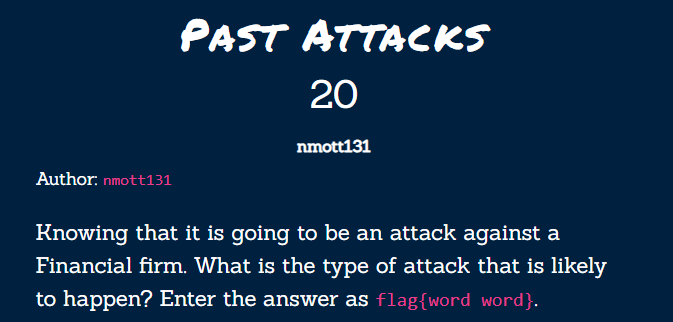 Past Attacks
20
nmott131
Author: nmott131
Knowing that it is going to be an attack against a
Financial firm. What is the type of attack that is likely
to happen? Enter the answer as flag{word word}.